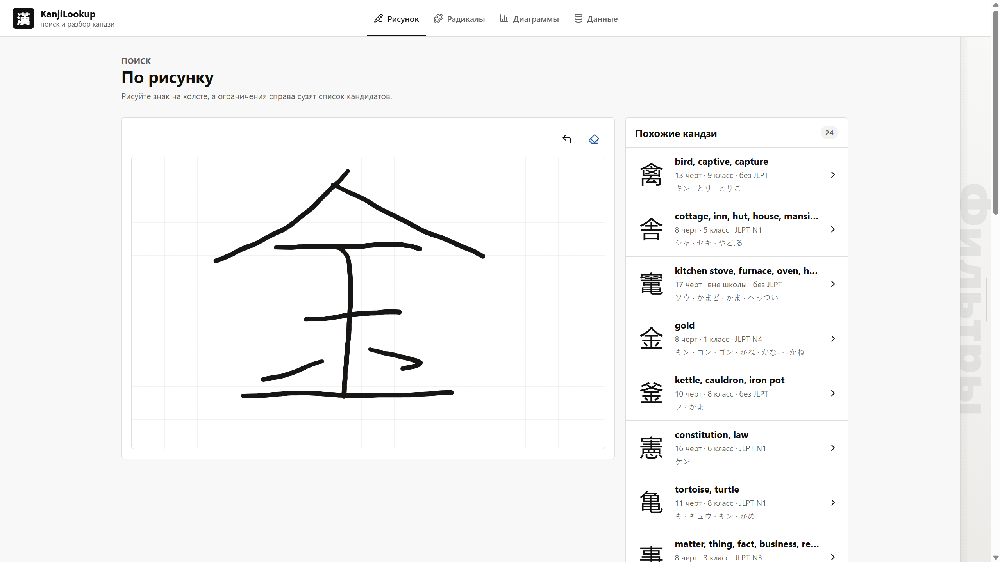 漢
KanjiLookup
поиск и разбор кандзи
Рисунок
Радикалы
Диаграммы
Данные
ПОИСК
По рисунку
Рисуйте знак на холсте, а ограничения справа сузят список кандидатов.
金
Похожие кандзи
24
禽
bird, captive, capture
13 черт · 9 класс · без JLPT
キン · とり · とりこ
舎
cottage, inn, hut, house, mansi...
8 черт · 5 класс · JLPT N1
シャ · セキ · やど.る
竃
kitchen stove, furnace, oven, h...
17 черт · вне школы · без JLPT
ソウ · かまど · かま · へっつい
金
gold
8 черт · 1 класс · JLPT N4
キン · コン · ゴン · かね · かな- · -がね
釜
kettle, cauldron, iron pot
10 черт · 8 класс · без JLPT
フ · かま
憲
constitution, law
16 черт · 6 класс · JLPT N1
ケン
亀
tortoise, turtle
11 черт · 8 класс · JLPT N1
キ · キュウ · キン · かめ
事
matter, thing, fact, business, re...
8 черт · 3 класс · JLPT N3
Фильтры